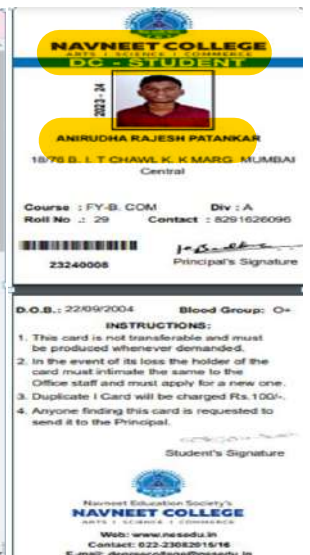 NAVNEET COLLEGE
ARTS | SCIENCE | COMMERCE
DC - STUDENT
2023 - 24
ANIRUDHA RAJESH PATANKAR
18/76 B. I. T CHAWL K. K MARG. MUMBAI
Central
Course : FY-B. COM Div : A
Roll No .: 29 Contact : 8291626096
23240008 Principal's Signature
D.O.B.: 22/09/2004 Blood Group: O+
INSTRUCTIONS:
1. This card is not transferable and must
be produced whenever demanded.
2. In the event of its loss the holder of the
card must intimate the same to the
Office staff and must apply for a new one.
3. Duplicate I Card will be charged Rs.100/-.
4. Anyone finding this card is requested to
send it to the Principal.
Student's Signature
Navneet Education Society's
NAVNEET COLLEGE
ARTS | SCIENCE | COMMERCE
Web: www.nesedu.in
Contact: 022-23082015/16
E-mail: degreecollege@nesedu.in